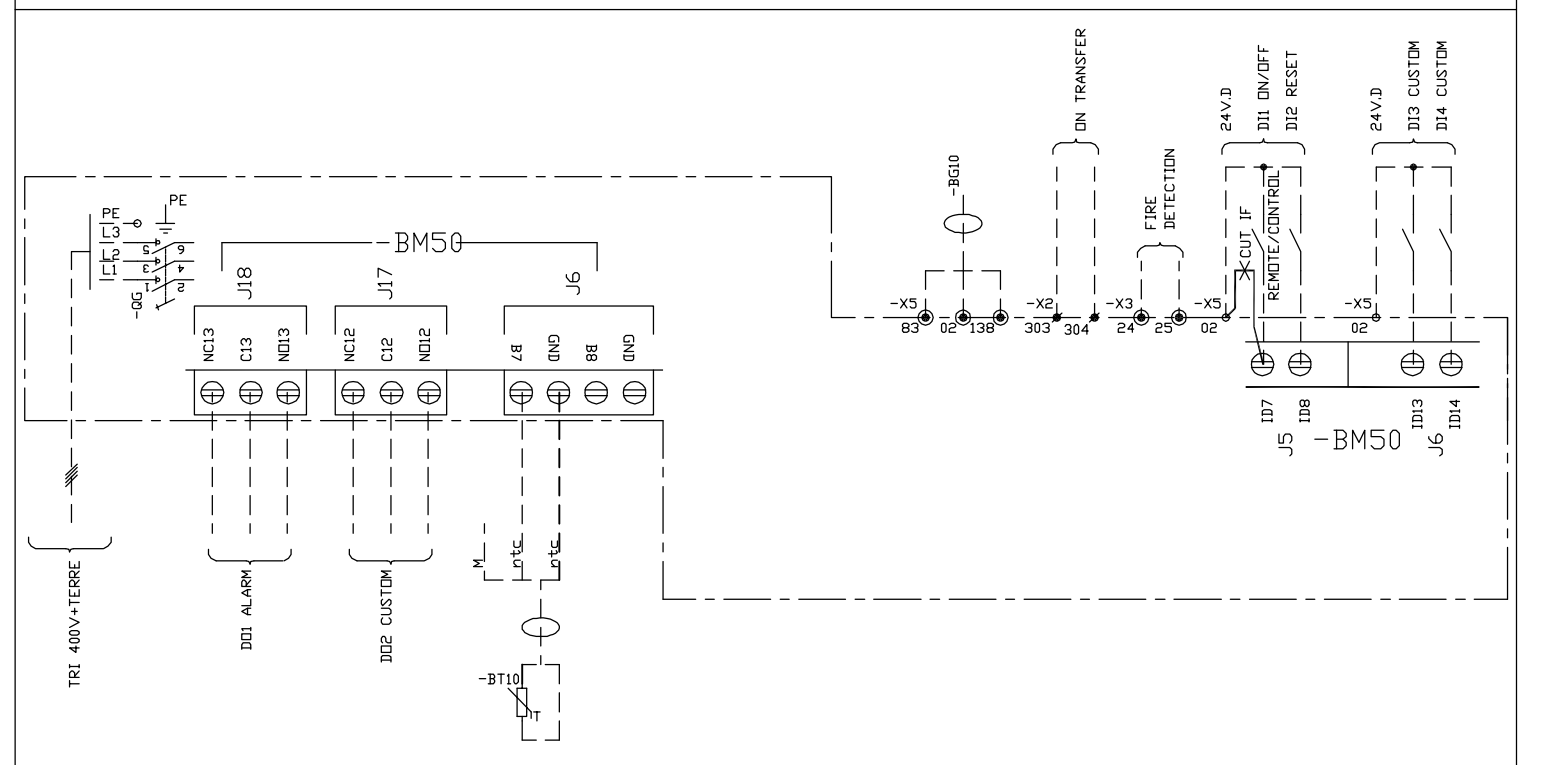 PE
PE
L3
L2
L1
5
6
3
4
1
2
-QG
TRI 400V+TERRE
-BM50
J18
J17
J6
NC13
C13
NO13
NC12
C12
NO12
B7
GND
B8
GND
DO1 ALARM
DO2 CUSTOM
M
ntc
ntc
-BT10
T
-BG10
-X5
83
02
138
ON TRANSFER
-X2
303
304
FIRE
DETECTION
-X3
24
25
24V.D
DI1 ON/OFF
DI2 RESET
CUT IF
REMOTE/CONTROL
-X5
02
24V.D
DI3 CUSTOM
DI4 CUSTOM
-X5
02
ID7
ID8
ID13
ID14
J5
-BM50
J6